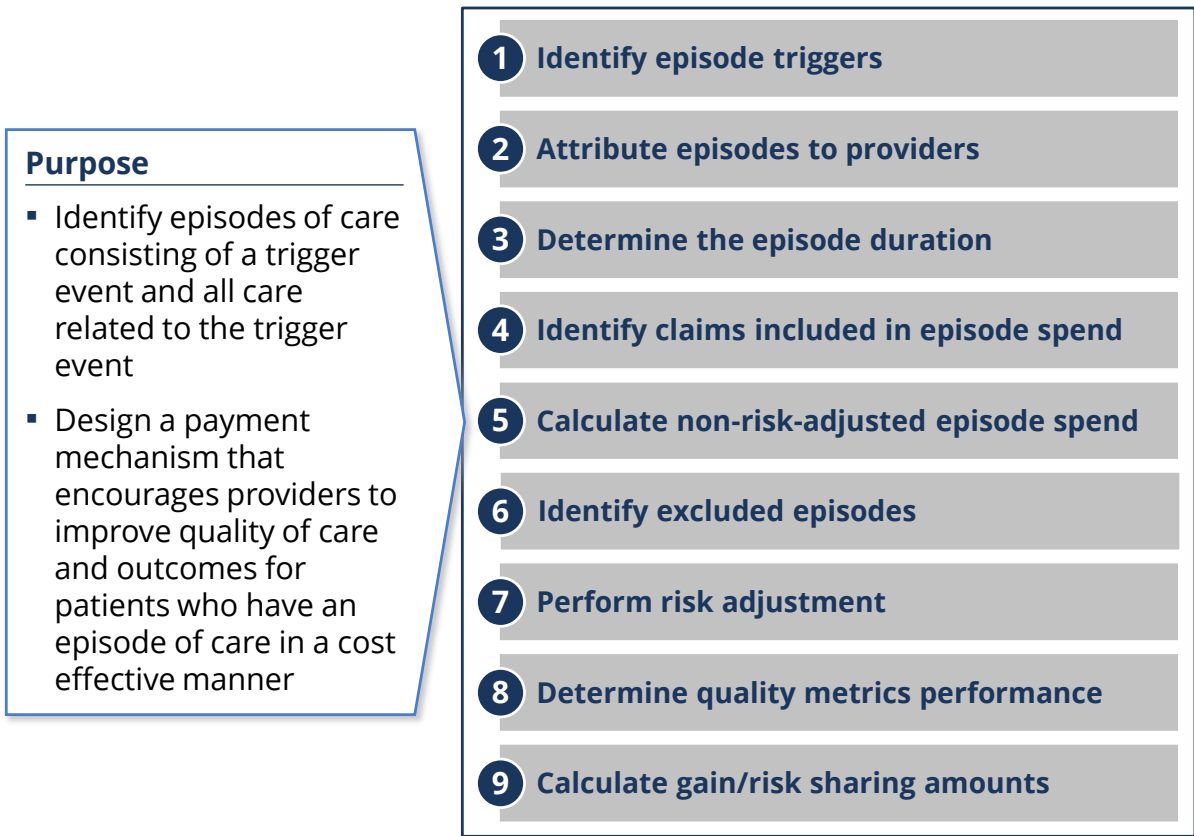 Purpose
▪ Identify episodes of care
consisting of a trigger
event and all care
related to the trigger
event
▪ Design a payment
mechanism that
encourages providers to
improve quality of care
and outcomes for
patients who have an
episode of care in a cost
effective manner
1 Identify episode triggers
2 Attribute episodes to providers
3 Determine the episode duration
4 Identify claims included in episode spend
5 Calculate non-risk-adjusted episode spend
6 Identify excluded episodes
7 Perform risk adjustment
8 Determine quality metrics performance
9 Calculate gain/risk sharing amounts